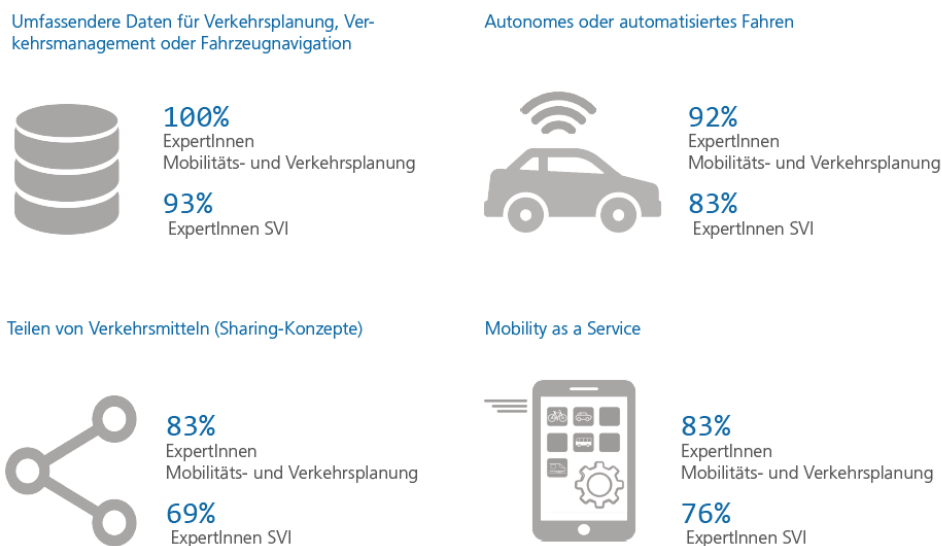 Umfassendere Daten für Verkehrsplanung, Ver-
kehrsmanagement oder Fahrzeugnavigation
100%
ExpertInnen
Mobilitäts- und Verkehrsplanung
93%
ExpertInnen SVI
Autonomes oder automatisiertes Fahren
92%
ExpertInnen
Mobilitäts- und Verkehrsplanung
83%
ExpertInnen SVI
Teilen von Verkehrsmitteln (Sharing-Konzepte)
83%
ExpertInnen
Mobilitäts- und Verkehrsplanung
69%
ExpertInnen SVI
Mobility as a Service
83%
ExpertInnen
Mobilitäts- und Verkehrsplanung
76%
ExpertInnen SVI